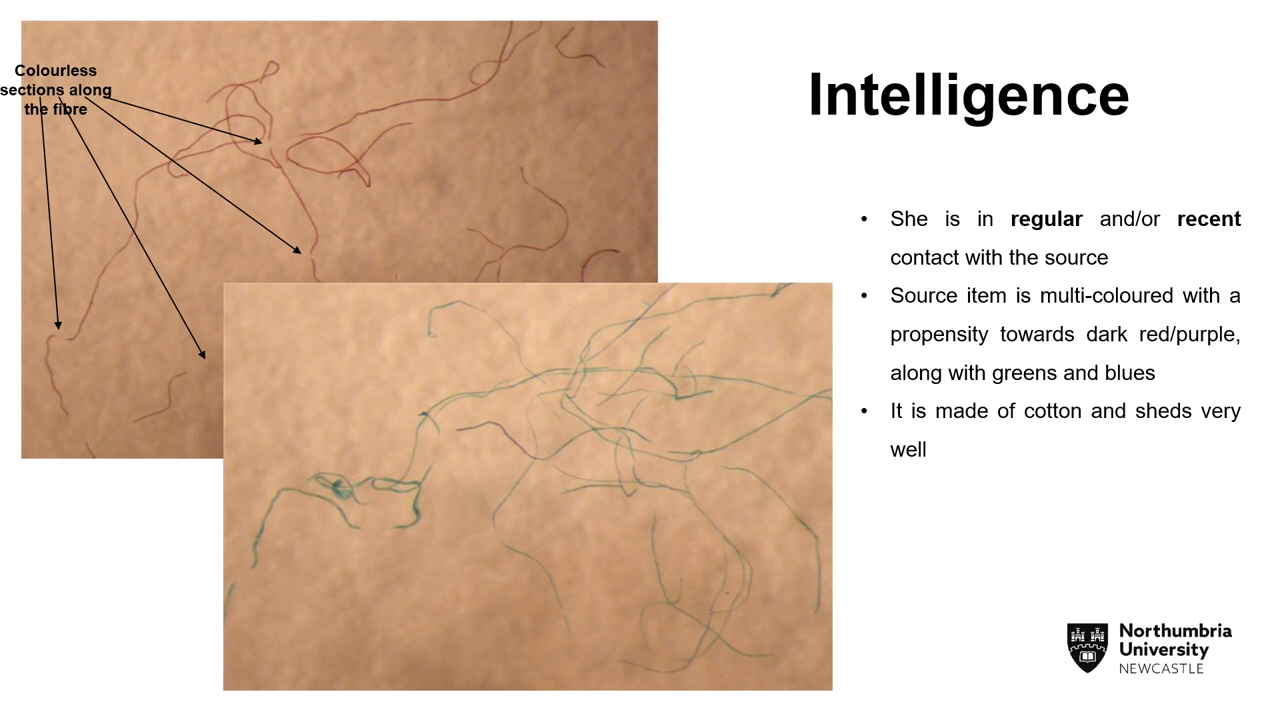 Colourless
sections along
the fibre
Intelligence
• She is in regular and/or recent
contact with the source
• Source item is multi-coloured with a
propensity towards dark red/purple,
along with greens and blues
• It is made of cotton and sheds very
well
Northumbria
University
NEWCASTLE